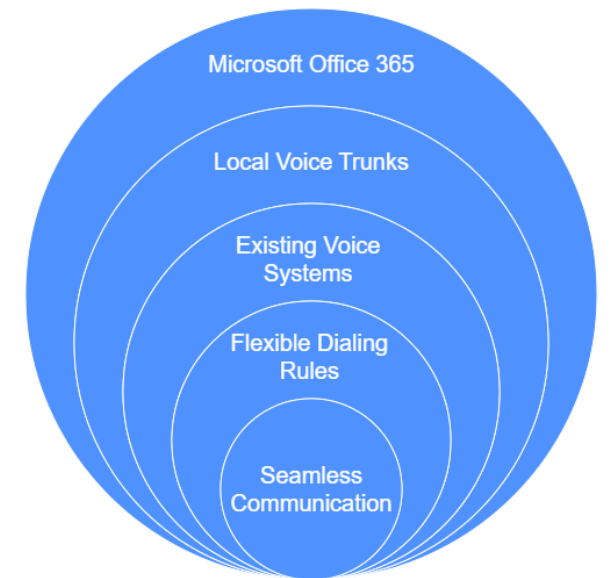 Microsoft Office 365
Local Voice Trunks
Existing Voice
Systems
Flexible Dialing
Rules
Seamless
Communication